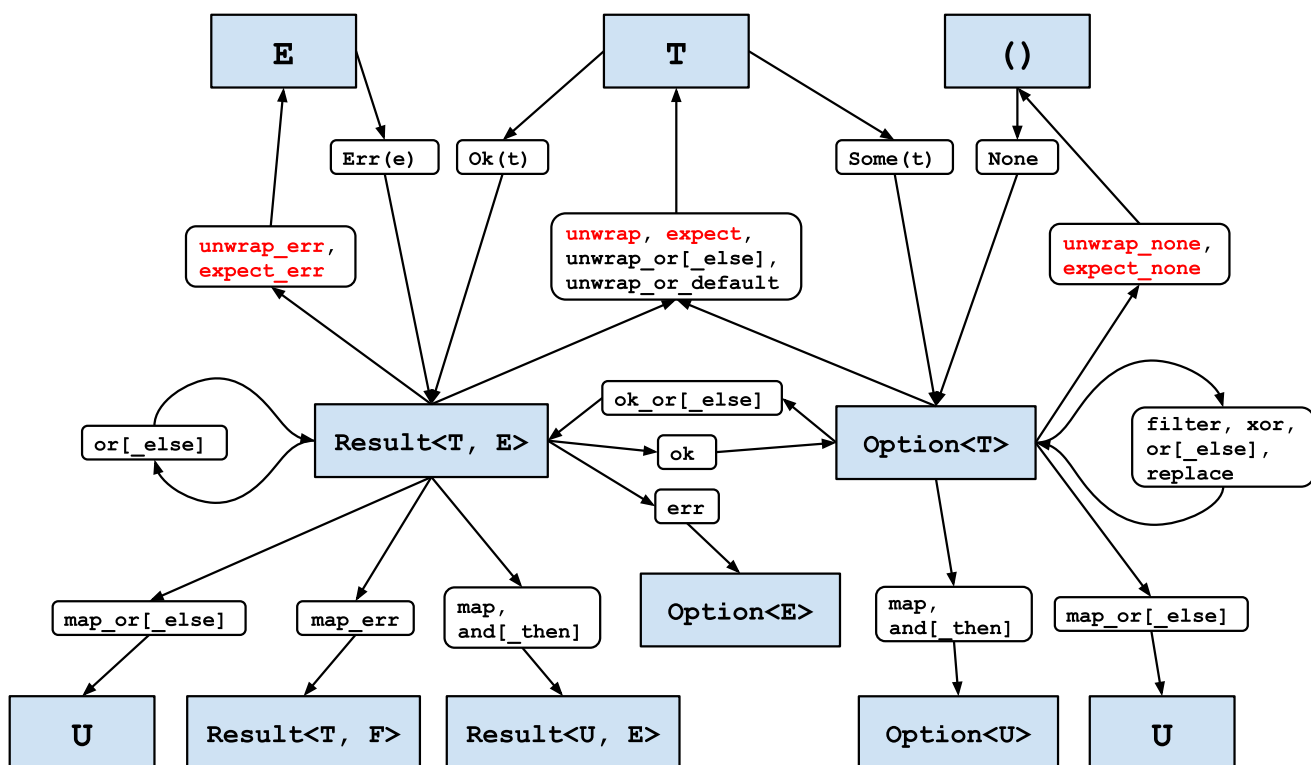 E
T
()
Err(e)
Ok(t)
Some(t)
None
unwrap_err,
expect_err
unwrap, expect,
unwrap_or[_else],
unwrap_or_default
unwrap_none,
expect_none
or[_else]
Result<T, E>
ok_or[_else]
ok
err
Option<T>
filter, xor,
or[_else],
replace
map_or[_else]
map_err
map,
and[_then]
Option<E>
map,
and[_then]
map_or[_else]
U
Result<T, F>
Result<U, E>
Option<U>
U